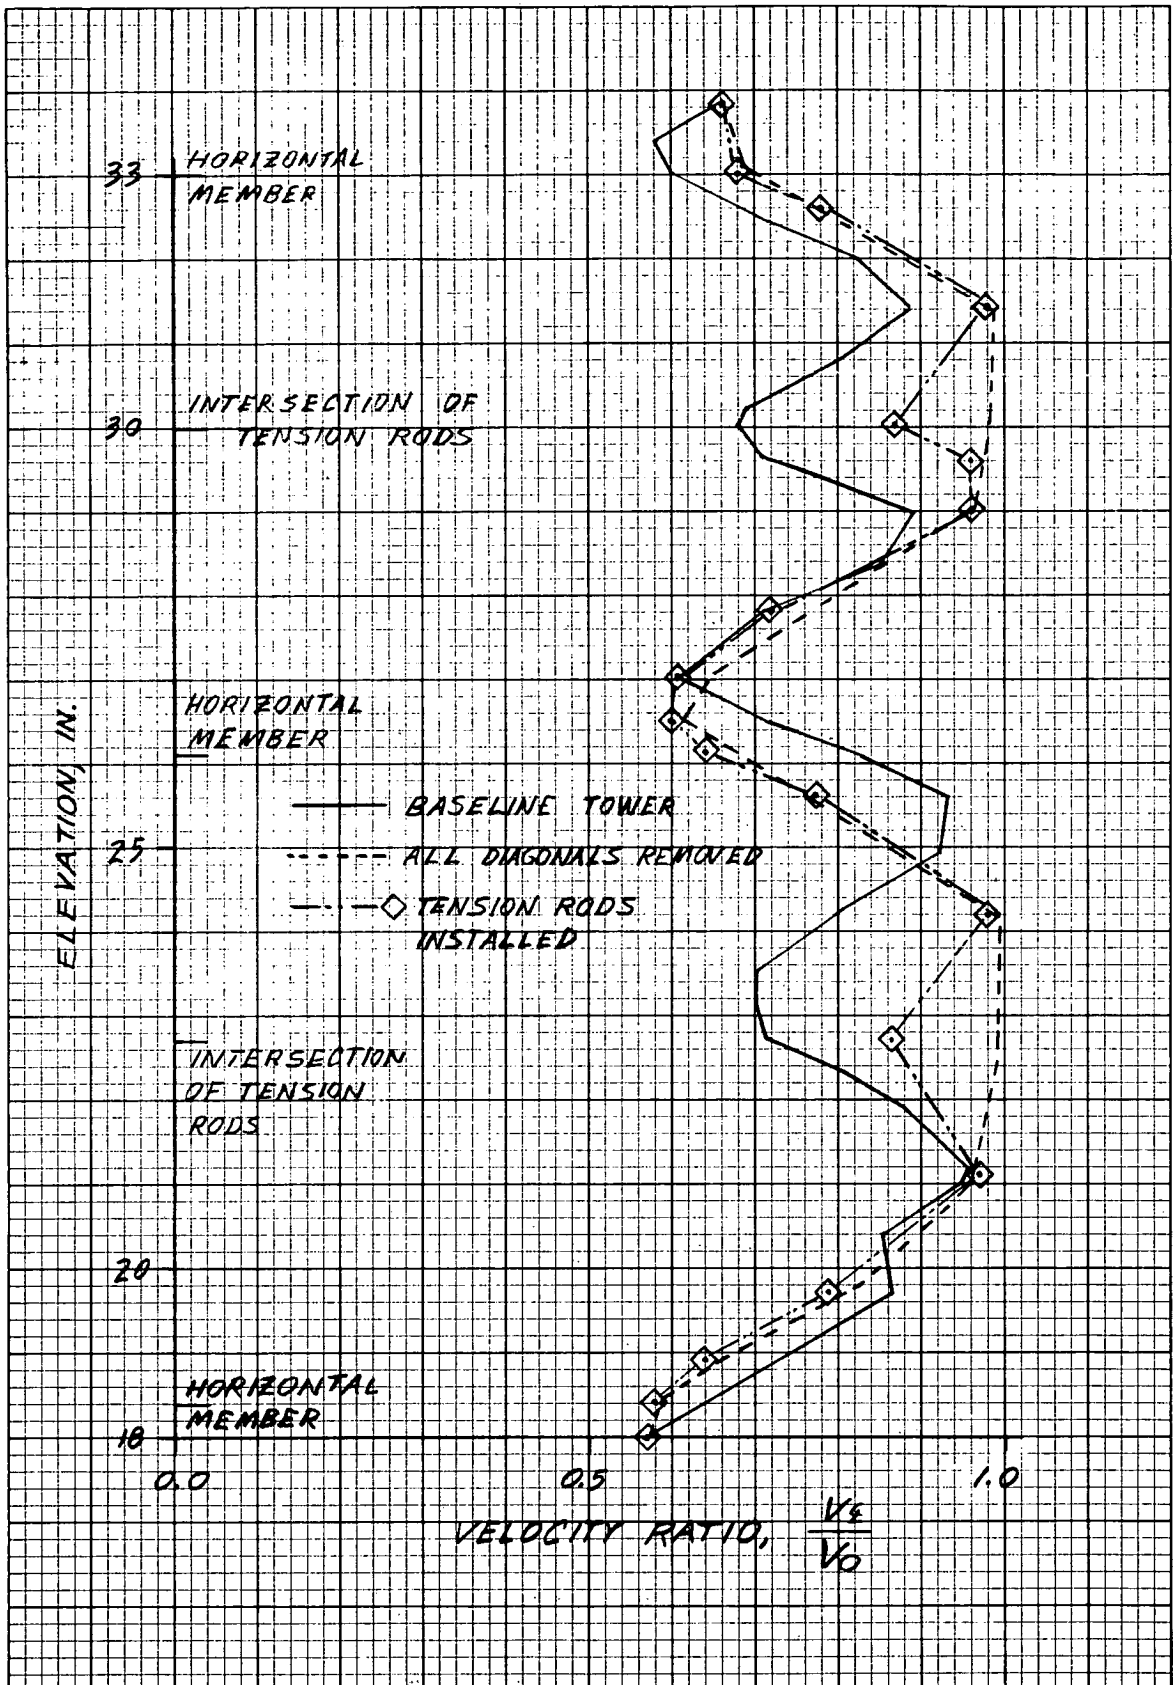 33
HORIZONTAL
MEMBER
30
INTERSECTION OF
TENSION RODS
HORIZONTAL
MEMBER
ELEVATION, IN.
BASELINE TOWER
25
ALL DIAGONALS REMOVED
TENSION RODS
INSTALLED
INTERSECTION
OF TENSION
RODS
20
HORIZONTAL
MEMBER
18
0.0
0.5
1.0
VELOCITY RATIO,
V0